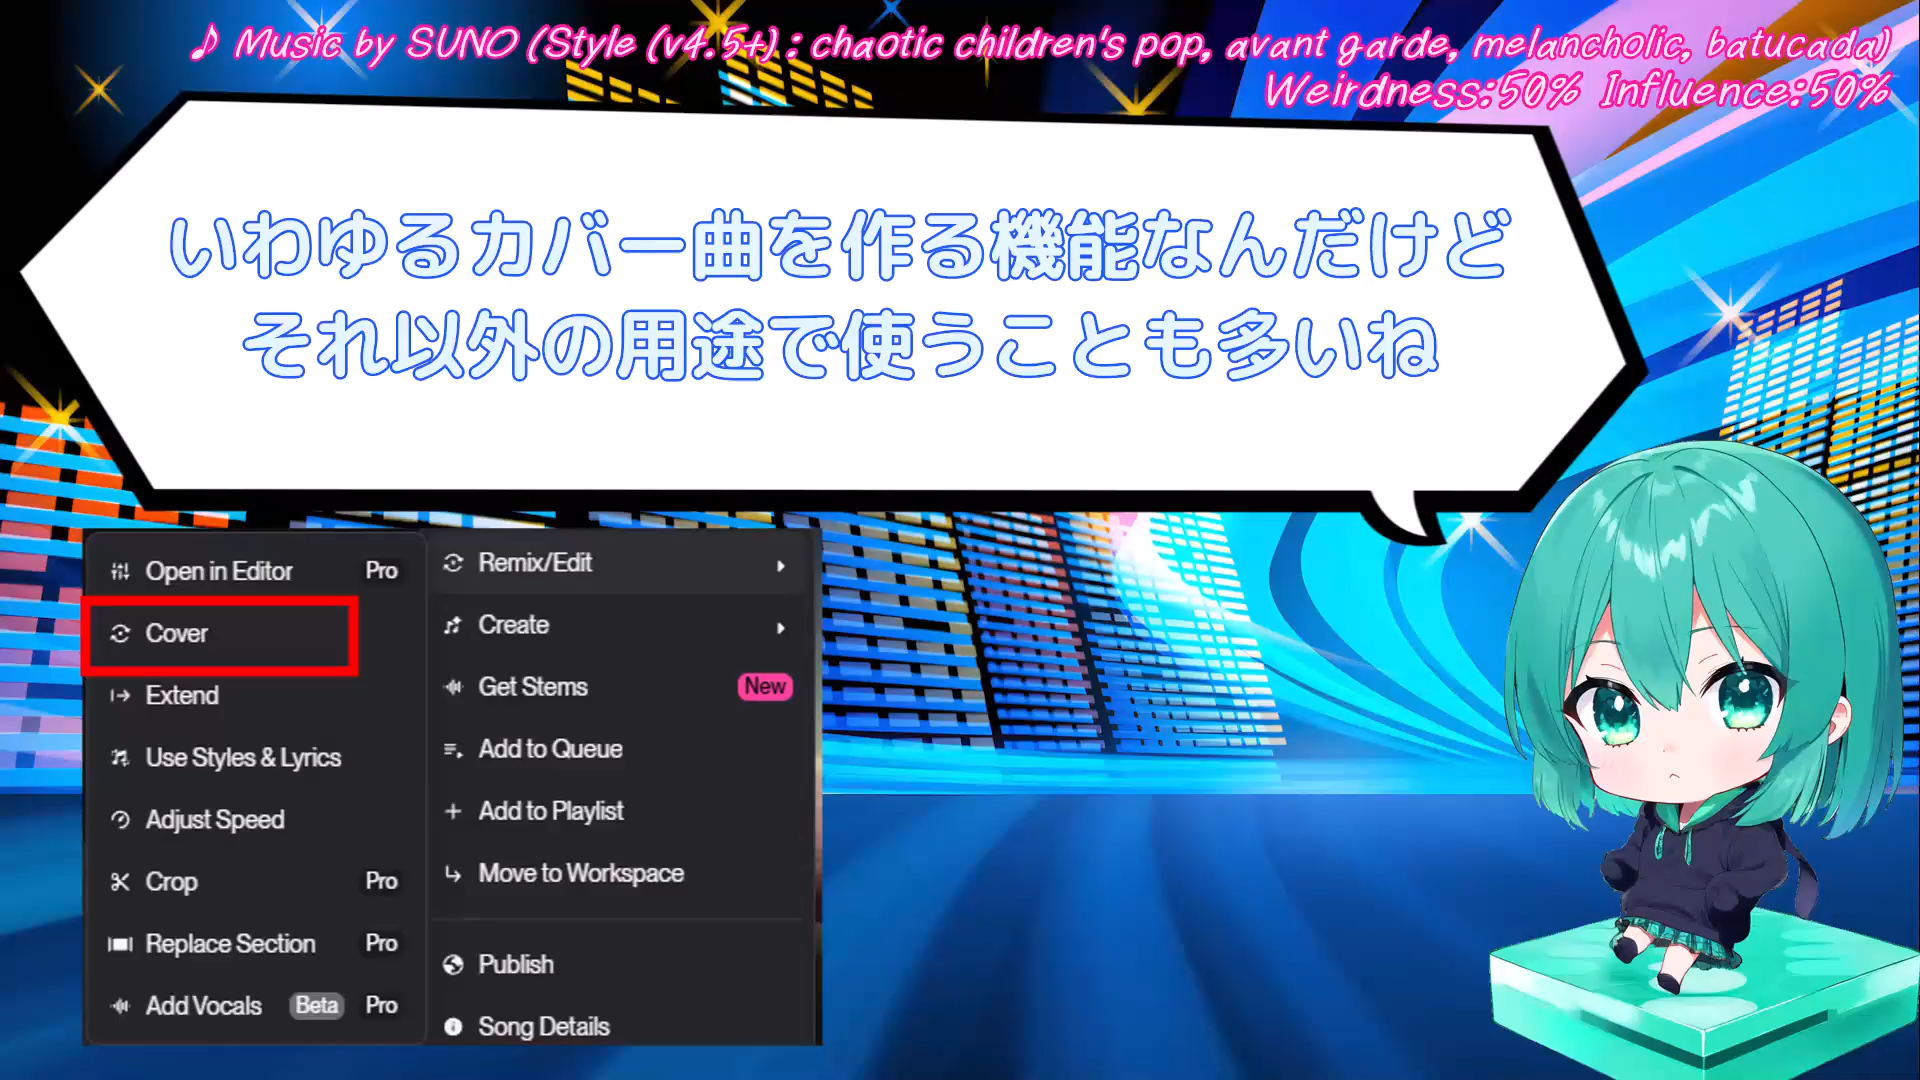 ♪ Music by SUNO (Style (v4.5+) : chaotic children's pop, avant garde, melancholic, batucada)
Weirdness:50% Influence:50%
いわゆるカバー曲を作る機能なんだけど
それ以外の用途で使うことも多いね
Open in Editor Pro
Cover
Extend
Use Styles & Lyrics
Adjust Speed
Crop Pro
Replace Section Pro
Add Vocals Beta Pro
Remix/Edit
Create
Get Stems New
Add to Queue
Add to Playlist
Move to Workspace
Publish
Song Details